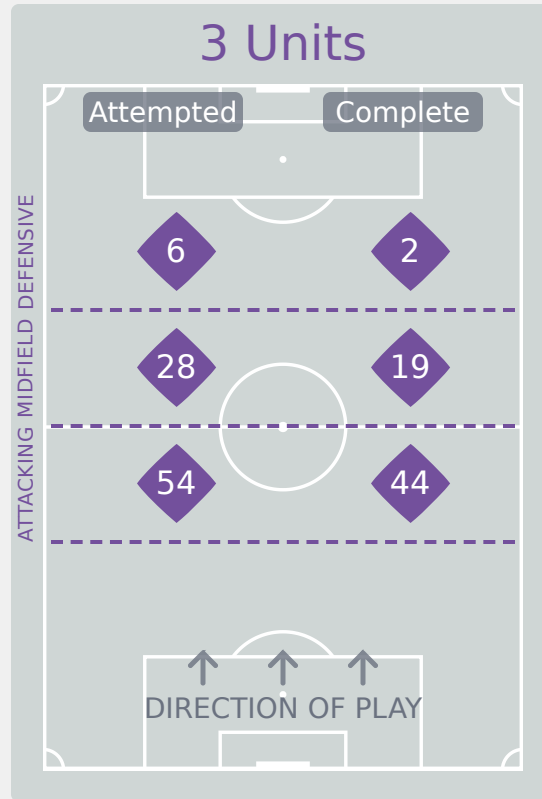 3 Units
Attempted Complete
ATTACKING MIDFIELD DEFENSIVE
6 2
28 19
54 44
DIRECTION OF PLAY